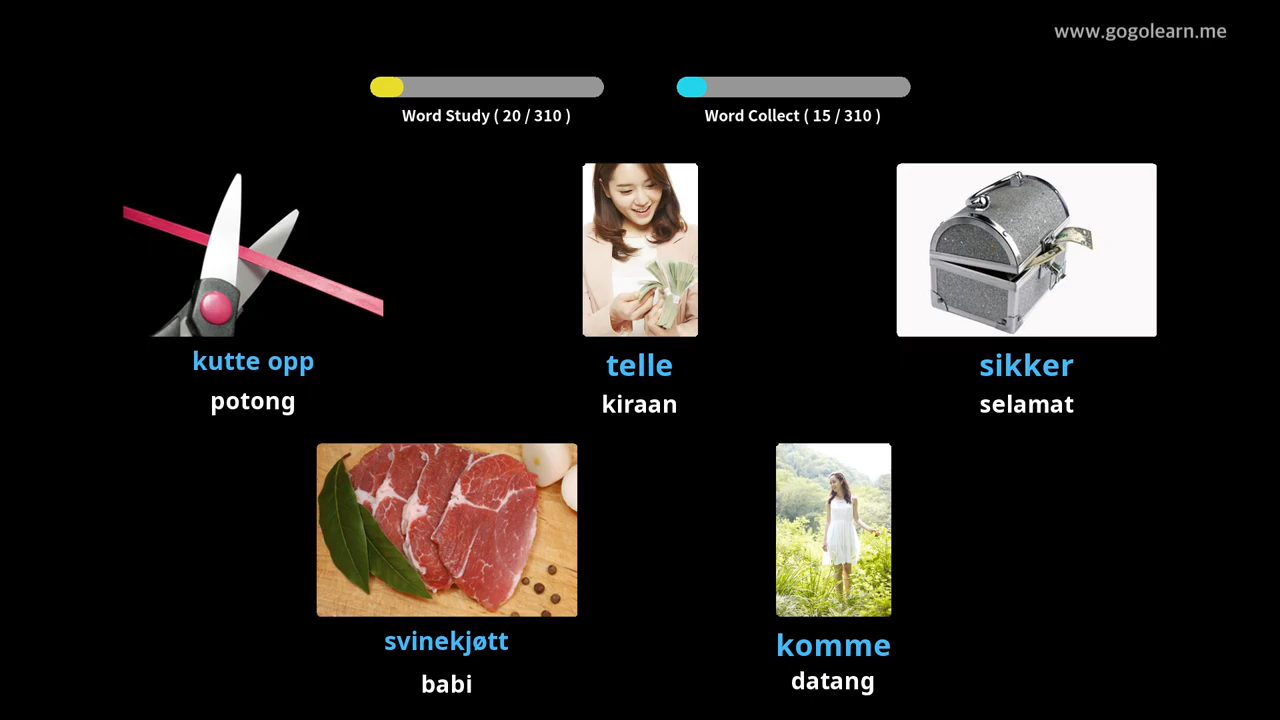 www.gogolearn.me
Word Study ( 20 / 310 )
Word Collect ( 15 / 310 )
kutte opp
telle
sikker
potong
kiraan
selamat
svinekjøtt
komme
babi
datang